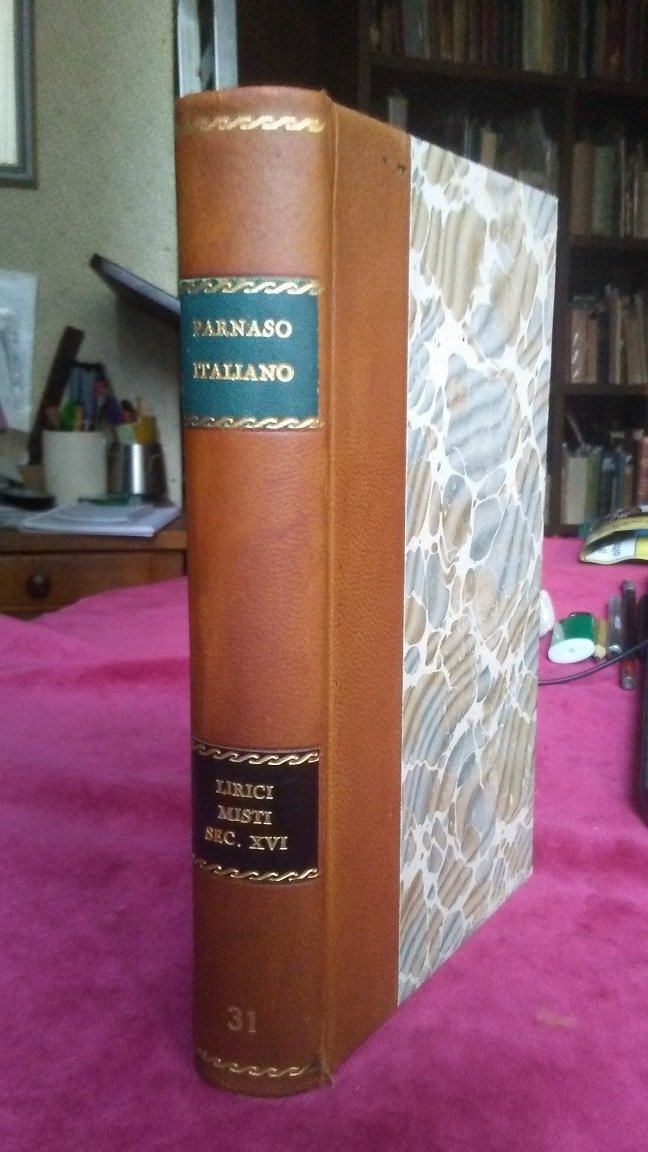 PARNASO
ITALIANO
LIRICI
MISTI
SEC. XVI
31